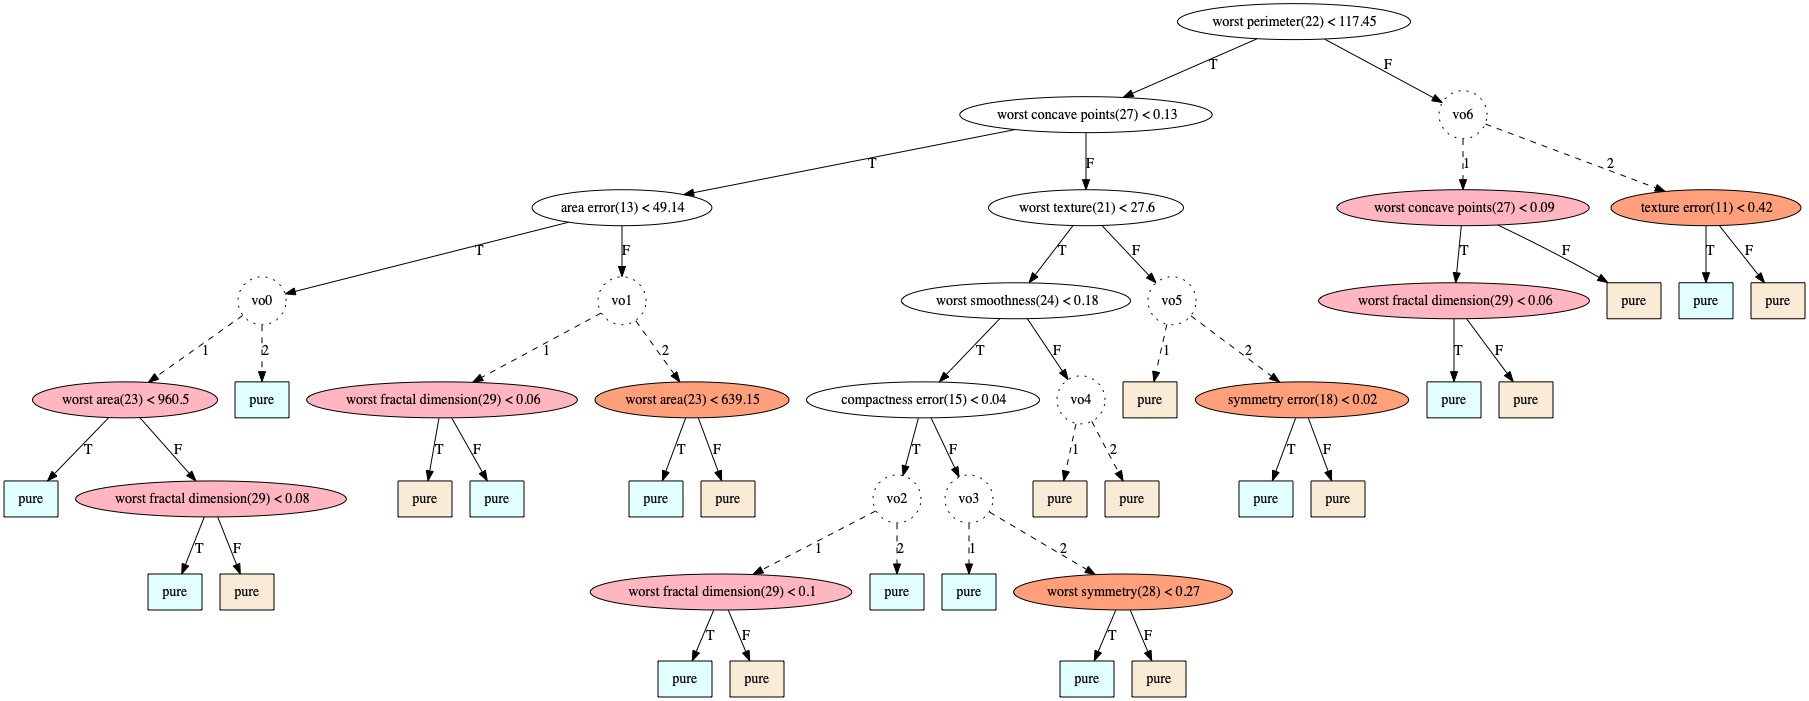 worst perimeter(22) < 117.45
T
F
worst concave points(27) < 0.13
vo6
T
F
1
2
area error(13) < 49.14
worst texture(21) < 27.6
worst concave points(27) < 0.09
texture error(11) < 0.42
T
F
T
F
T
F
T
F
vo0
vo1
worst smoothness(24) < 0.18
vo5
worst fractal dimension(29) < 0.06
pure
pure
pure
1
2
1
2
T
F
1
2
T
F
worst area(23) < 960.5
pure
worst fractal dimension(29) < 0.06
worst area(23) < 639.15
compactness error(15) < 0.04
vo4
pure
symmetry error(18) < 0.02
pure
pure
T
F
T
F
T
F
T
F
1
2
T
F
pure
worst fractal dimension(29) < 0.08
pure
pure
pure
pure
vo2
vo3
pure
pure
pure
pure
T
F
1
2
1
2
pure
pure
worst fractal dimension(29) < 0.1
pure
pure
worst symmetry(28) < 0.27
T
F
T
F
pure
pure
pure
pure